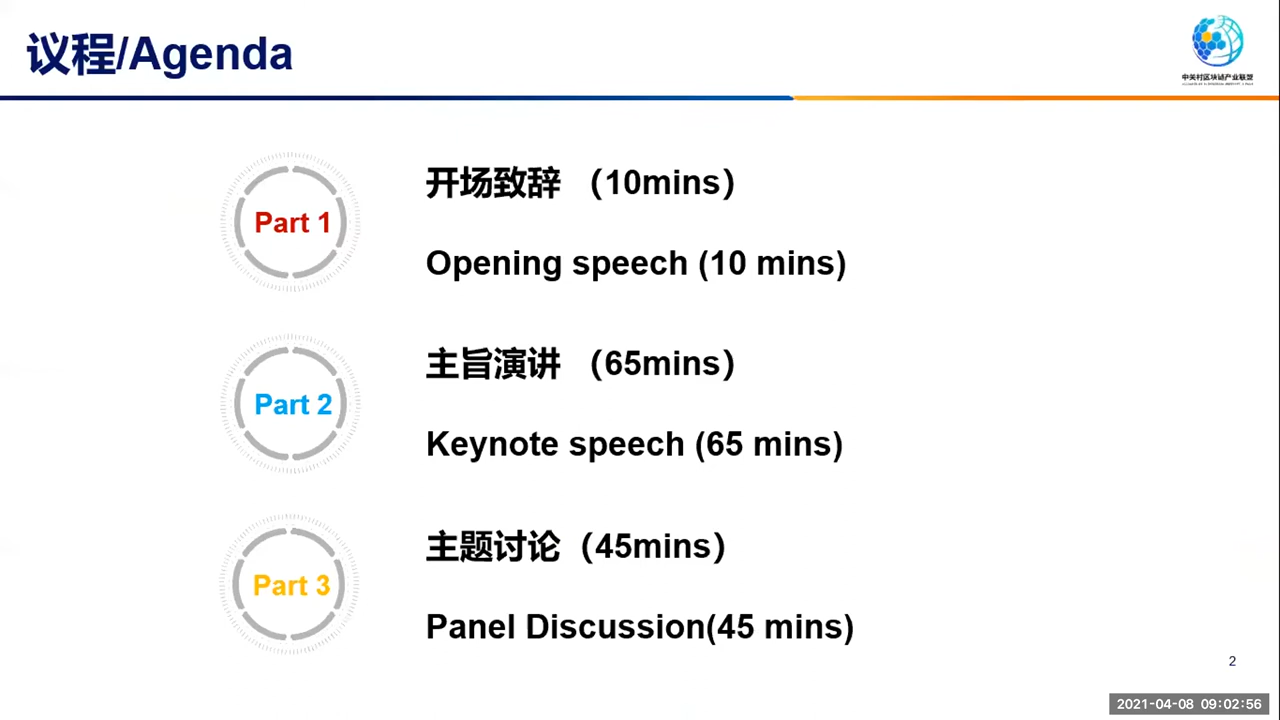 议程/Agenda
中关村区块链产业联盟
Part 1
开场致辞 （10mins）
Opening speech (10 mins)
Part 2
主旨演讲 （65mins）
Keynote speech (65 mins)
Part 3
主题讨论（45mins）
Panel Discussion(45 mins)
2
2021-04-08 09:02:56